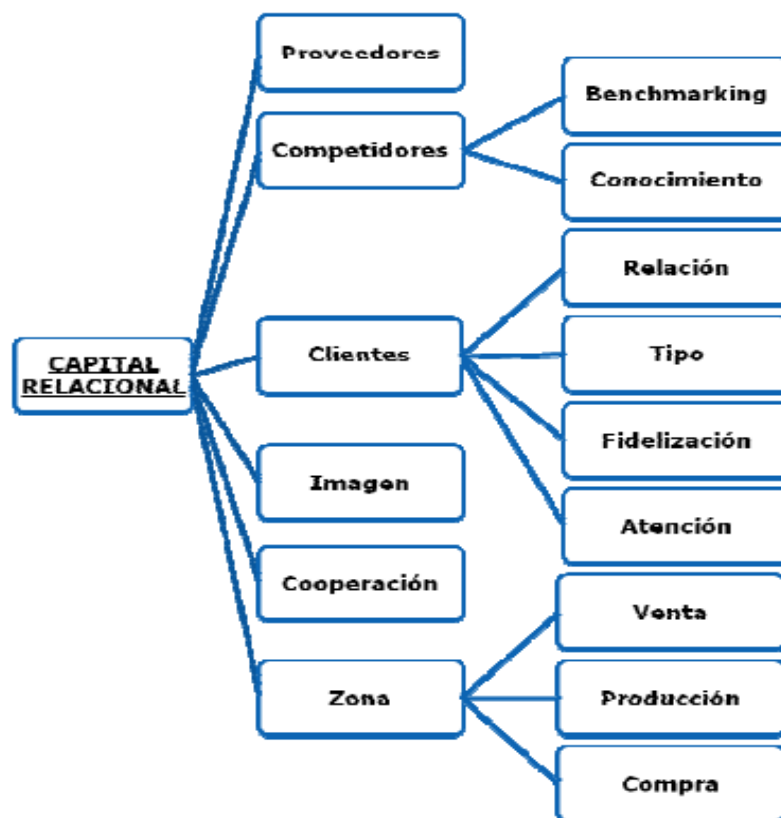 CAPITAL
RELACIONAL
Proveedores
Competidores
Benchmarking
Conocimiento
Clientes
Relación
Tipo
Fidelización
Atención
Imagen
Cooperación
Zona
Venta
Producción
Compra